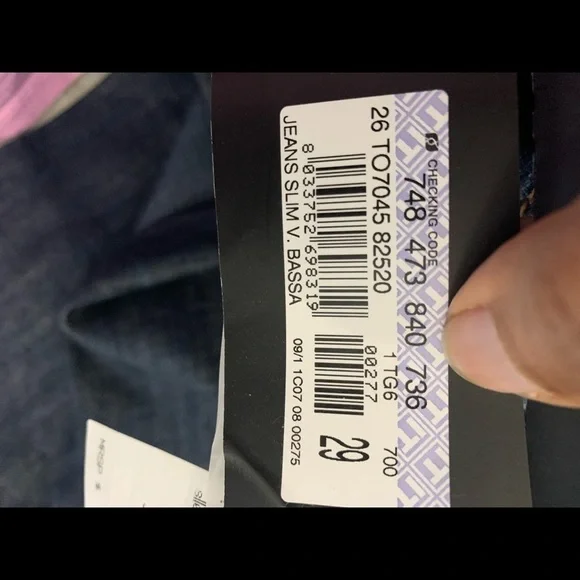 CHECKING CODE
748 473 840 736
26 TO7045 82520
1 TG6
700
00277
8 033752 698319
29
JEANS SLIM V. BASSA
09/1 1C07 08 00275